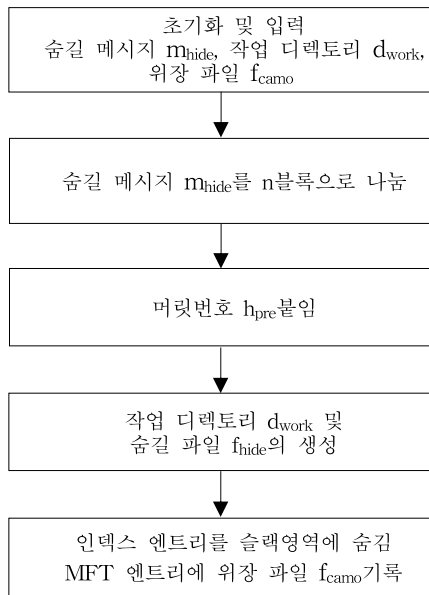 초기화 및 입력
숨길 메시지 mhide, 작업 디렉토리 dwork,
위장 파일 fcamo
숨길 메시지 mhide를 n블록으로 나눔
머릿번호 hpre붙임
작업 디렉토리 dwork 및
숨길 파일 fhide의 생성
인덱스 엔트리를 슬랙영역에 숨김
MFT 엔트리에 위장 파일 fcamo기록